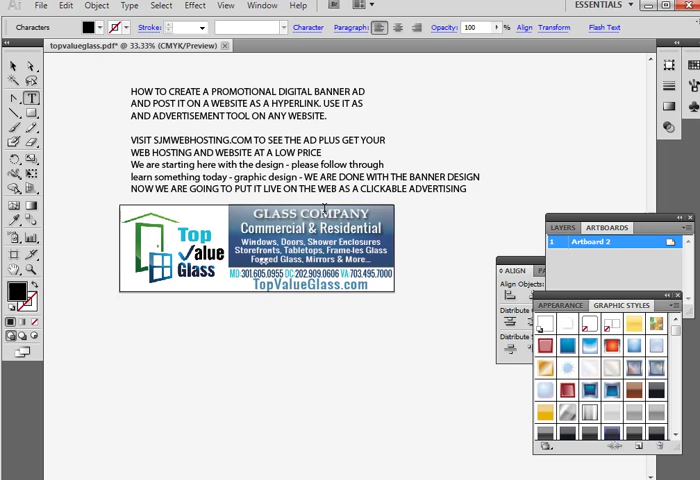 Ai File Edit Object Type Select Effect View Window Help Br ESSENTIALS
Characters Stroke: Character Paragraph: Opacity: 100 % Align Transform Flash Text
topvalueglass.pdf* @ 33.33% (CMYK/Preview)
HOW TO CREATE A PROMOTIONAL DIGITAL BANNER AD
AND POST IT ON A WEBSITE AS A HYPERLINK. USE IT AS
AND ADVERTISEMENT TOOL ON ANY WEBSITE.
VISIT SJMWEBHOSTING.COM TO SEE THE AD PLUS GET YOUR
WEB HOSTING AND WEBSITE AT A LOW PRICE
We are starting here with the design - please follow through
learn something today - graphic design - WE ARE DONE WITH THE BANNER DESIGN
NOW WE ARE GOING TO PUT IT LIVE ON THE WEB AS A CLICKABLE ADVERTISING
Top
Value
Glass
GLASS COMPANY
Commercial & Residential
Windows, Doors, Shower Enclosures
Storefronts, Tabletops, Frame-les Glass
Fogged Glass, Mirrors & More...
MD 301.605.0955 DC 202.909.0606 VA 703.495.7000
TopValueGlass.com
LAYERS ARTBOARDS
1 Artboard 2
ALIGN
Align Objects:
Distribute
Distribute
APPEARANCE GRAPHIC STYLES